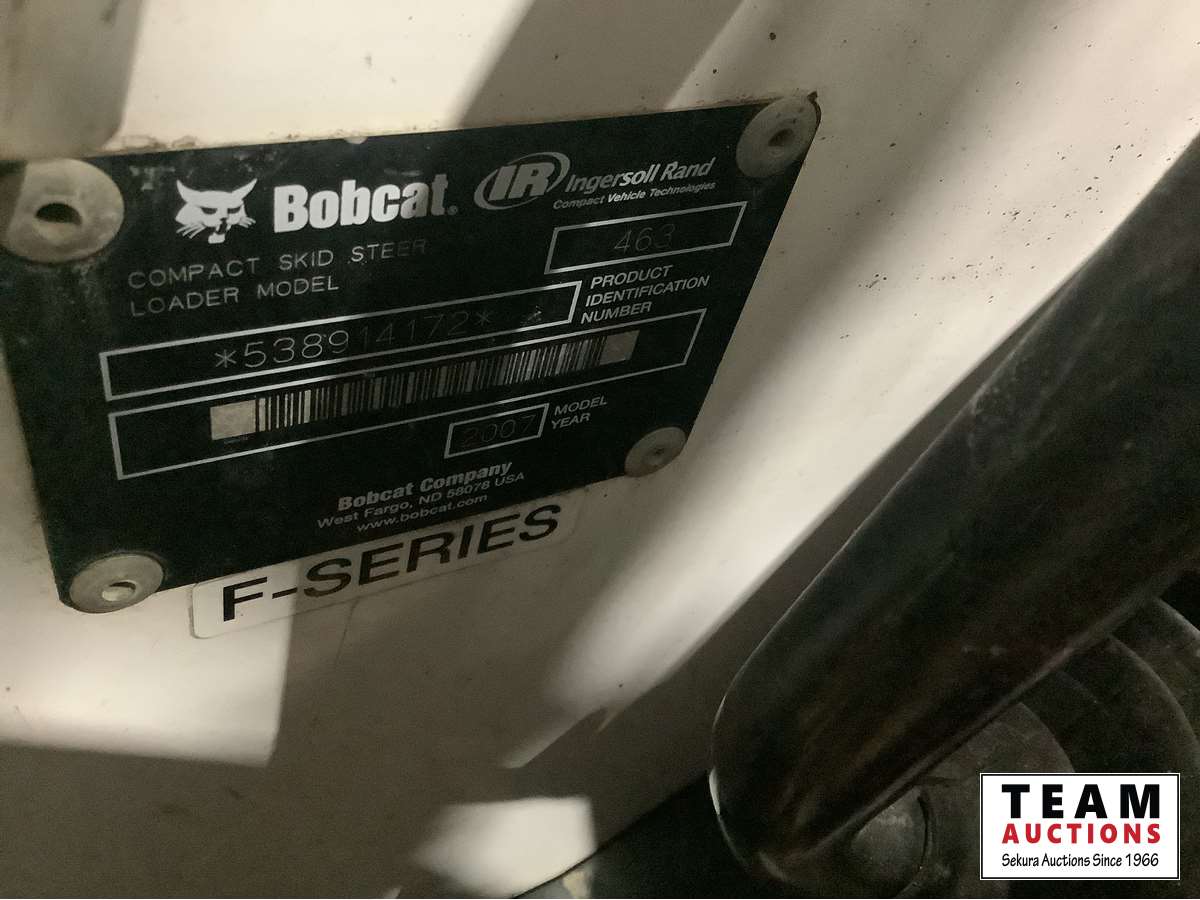 Bobcat®
IR Ingersoll Rand
Compact Vehicle Technologies
COMPACT SKID STEER
LOADER MODEL
463
*538914172*
PRODUCT
IDENTIFICATION
NUMBER
2007
MODEL
YEAR
Bobcat Company
West Fargo, ND 58078 USA
www.bobcat.com
F-SERIES
TEAM
AUCTIONS
Sekura Auctions Since 1966